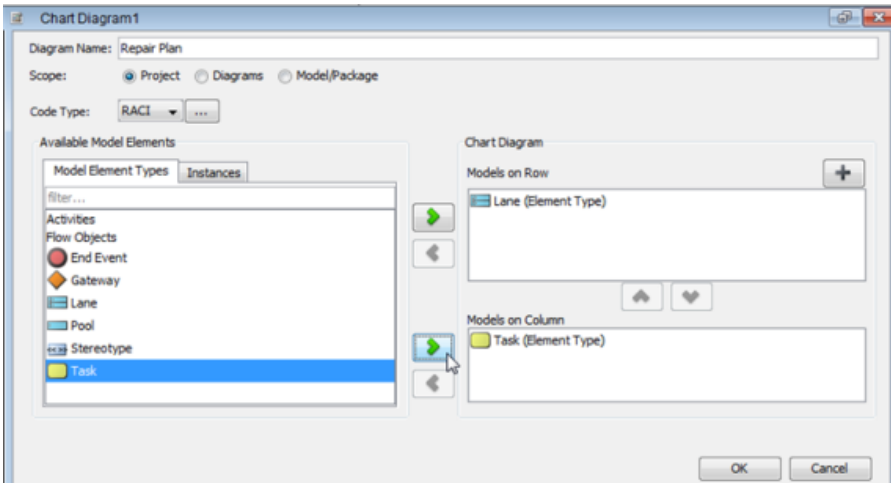 Chart Diagram1
Diagram Name: Repair Plan
Scope: Project Diagrams Model/Package
Code Type: RACI ...
Available Model Elements
Model Element Types Instances
filter...
Activities
Flow Objects
End Event
Gateway
Lane
Pool
Stereotype
Task
Chart Diagram
Models on Row
Lane (Element Type)
Models on Column
Task (Element Type)
OK Cancel